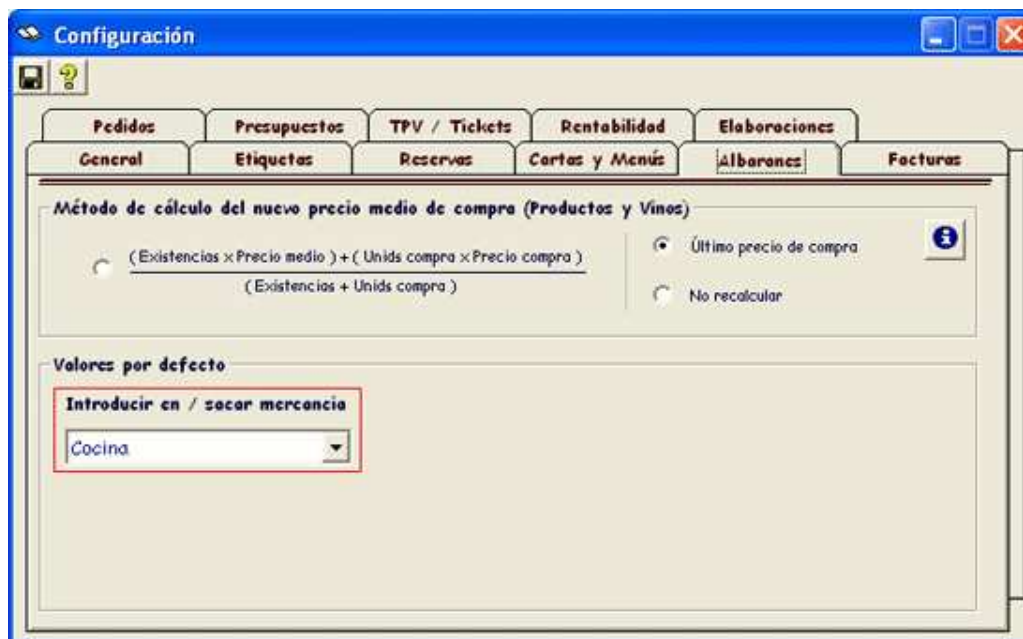 Configuración
Pedidos Presupuestos TPV / Tickets Rentabilidad Elaboraciones
General Etiquetas Reservas Cartas y Menús Albaranes Facturas
Método de cálculo del nuevo precio medio de compra (Productos y Vinos)
( Existencias x Precio medio ) + ( Unids compra x Precio compra )
( Existencias + Unids compra )
Último precio de compra
No recalcular
Valores por defecto
Introducir en / sacar mercancia
Cocina